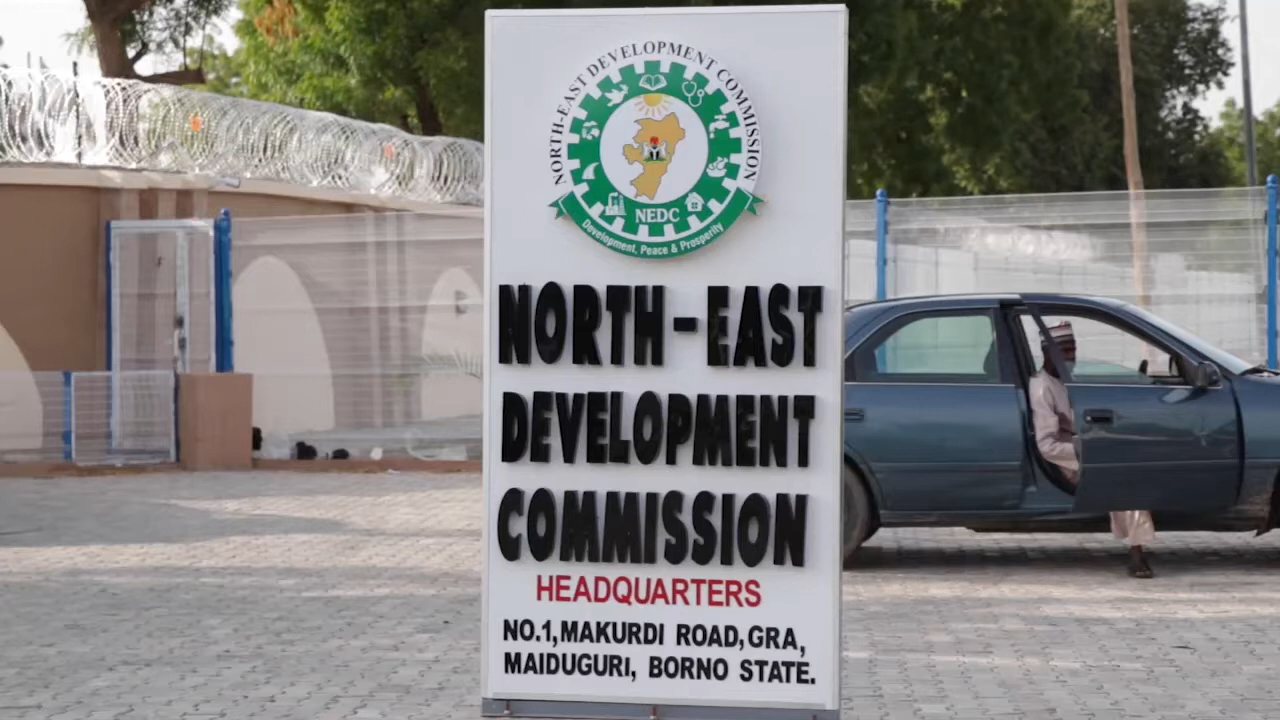 NORTH-EAST DEVELOPMENT COMMISSION
NEDC
Development, Peace & Prosperity
NORTH-EAST
DEVELOPMENT
COMMISSION
HEADQUARTERS
NO.1,MAKURDI ROAD,GRA,
MAIDUGURI, BORNO STATE.